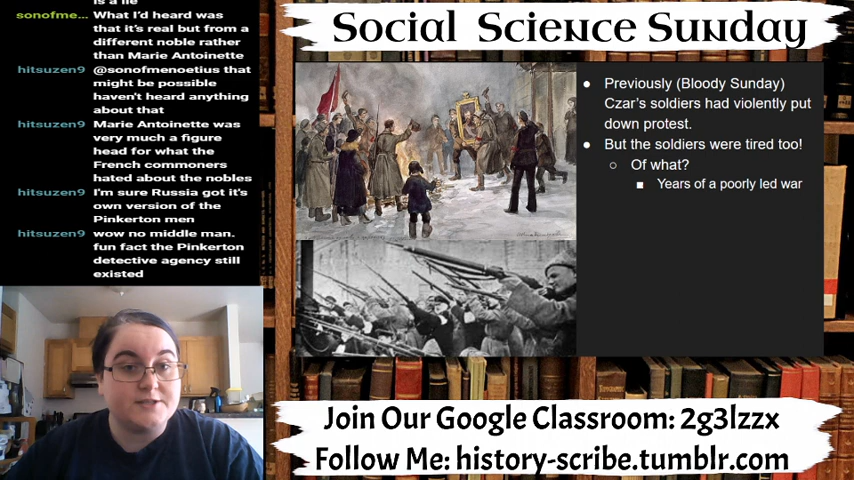 is a lie
sonofme... What I'd heard was
that it's real but from a
different noble rather
than Marie Antoinette
hitsuzen9 @sonofmenoetius that
might be possible
haven't heard anything
about that
hitsuzen9 Marie Antoinette was
very much a figure
head for what the
French commoners
hated about the nobles
hitsuzen9 I'm sure Russia got it's
own version of the
Pinkerton men
hitsuzen9 wow no middle man.
fun fact the Pinkerton
detective agency still
existed
Social Science Sunday
Previously (Bloody Sunday)
Czar's soldiers had violently put
down protest.
But the soldiers were tired too!
Of what?
Years of a poorly led war
Join Our Google Classroom: 2g3lzzx
Follow Me: history-scribe.tumblr.com